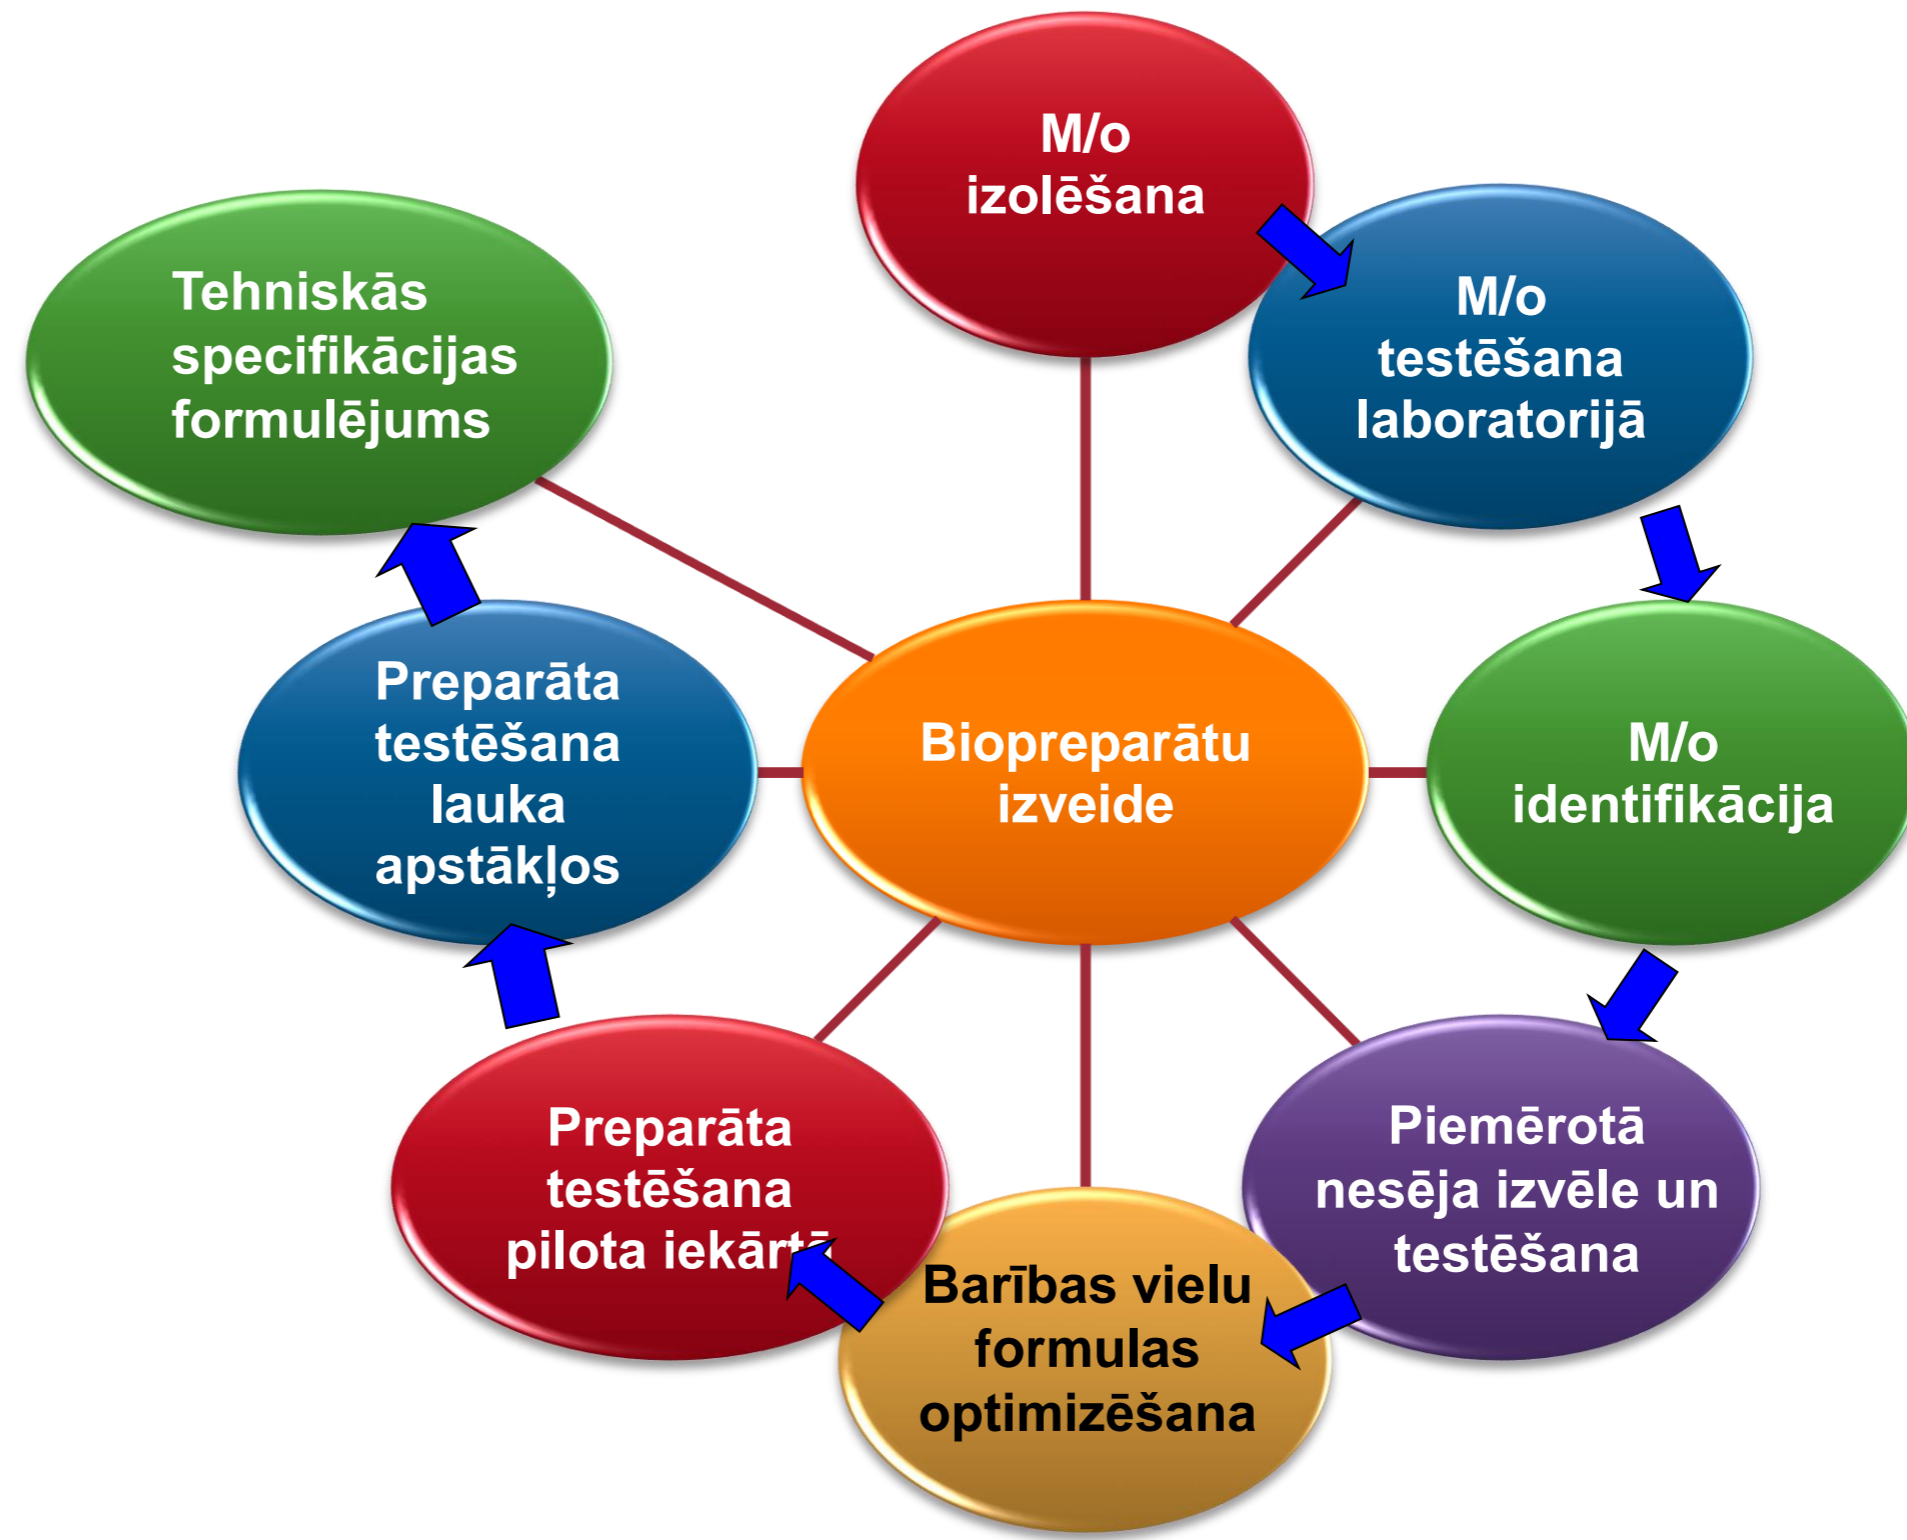 M/o
izolēšana
M/o
testēšana
laboratorijā
M/o
identifikācija
Piemērotā
nesēja izvēle un
testēšana
Barības vielu
formulas
optimizēšana
Preparāta
testēšana
pilota iekārtā
Preparāta
testēšana
lauka
apstākļos
Tehniskās
specifikācijas
formulējums
Biopreparātu
izveide